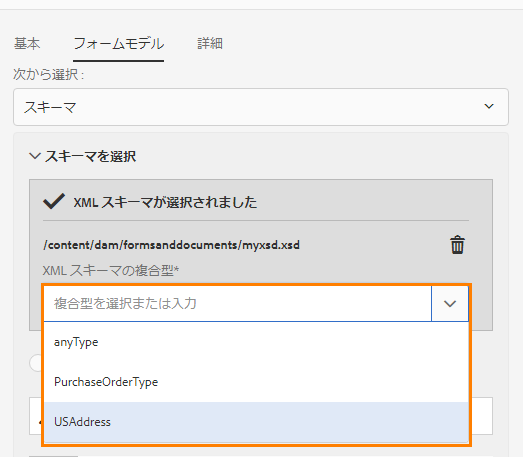 基本 フォームモデル 詳細
次から選択 :
スキーマ
スキーマを選択
XML スキーマが選択されました
/content/dam/formsanddocuments/myxsd.xsd
XML スキーマの複合型*
複合型を選択または入力
anyType
PurchaseOrderType
USAddress